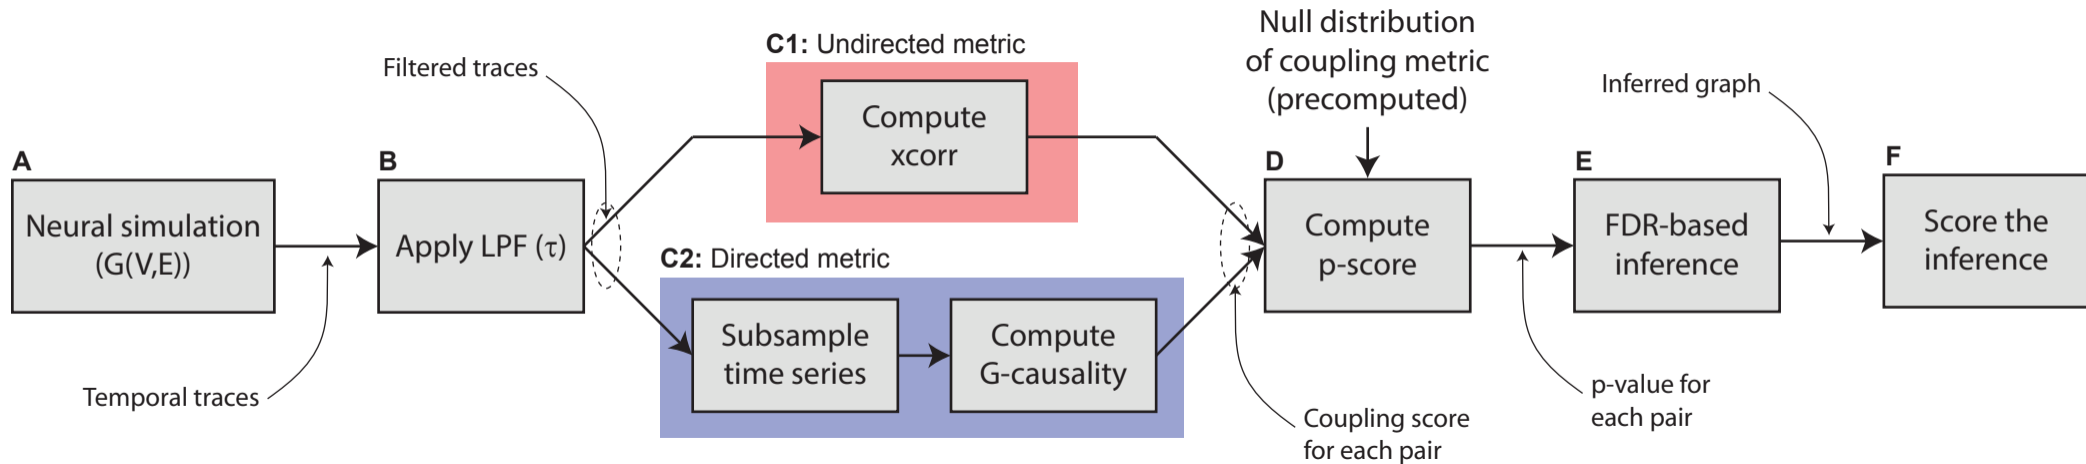 A
Neural simulation
(G(V,E))
Temporal traces
B
Apply LPF (τ)
Filtered traces
C1: Undirected metric
Compute
xcorr
C2: Directed metric
Subsample
time series
Compute
G-causality
Null distribution
of coupling metric
(precomputed)
D
Compute
p-score
Coupling score
for each pair
E
FDR-based
inference
p-value for
each pair
Inferred graph
F
Score the
inference